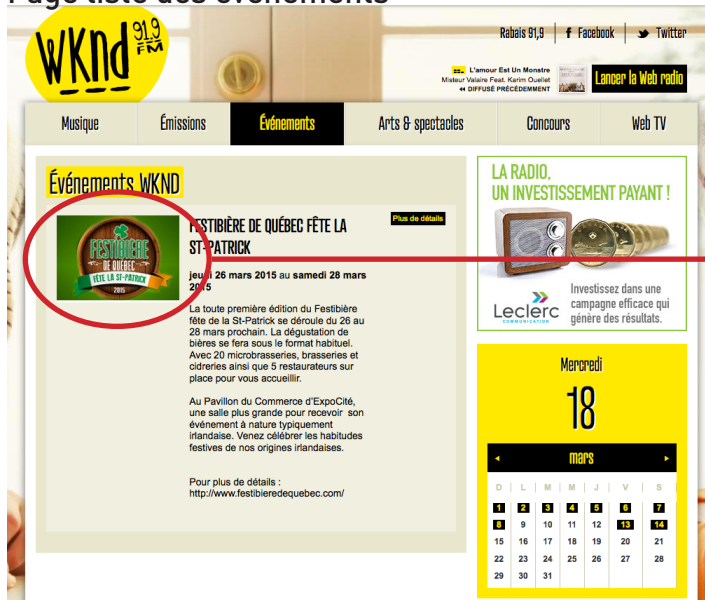 Page liste des événements
WKND 91.9 FM
Rabais 91,9 | f Facebook | Twitter
L'amour Est Un Monstre
Misteur Valaire Feat. Karim Ouellet
DIFFUSÉ PRÉCÉDEMMENT
Lancer la Web radio
Musique Émissions Événements Arts & spectacles Concours Web TV
Événements WKND
FESTIBIÈRE
DE QUÉBEC
FÊTE LA ST-PATRICK
2015
FESTIBIÈRE DE QUÉBEC FÊTE LA
ST-PATRICK
Plus de détails
jeudi 26 mars 2015 au samedi 28 mars
2015
La toute première édition du Festibière
fête de la St-Patrick se déroule du 26 au
28 mars prochain. La dégustation de
bières se fera sous le format habituel.
Avec 20 microbrasseries, brasseries et
cidreries ainsi que 5 restaurateurs sur
place pour vous accueillir.
Au Pavillon du Commerce d'ExpoCité,
une salle plus grande pour recevoir son
événement à nature typiquement
irlandaise. Venez célébrer les habitudes
festives de nos origines irlandaises.
Pour plus de détails :
http://www.festibieredequebec.com/
LA RADIO,
UN INVESTISSEMENT PAYANT !
Leclerc
COMMUNICATION
Investissez dans une
campagne efficace qui
génère des résultats.
Mercredi
18
mars
D | L | M | M | J | V | S
1 2 3 4 5 6 7
8 9 10 11 12 13 14
15 16 17 18 19 20 21
22 23 24 25 26 27 28
29 30 31